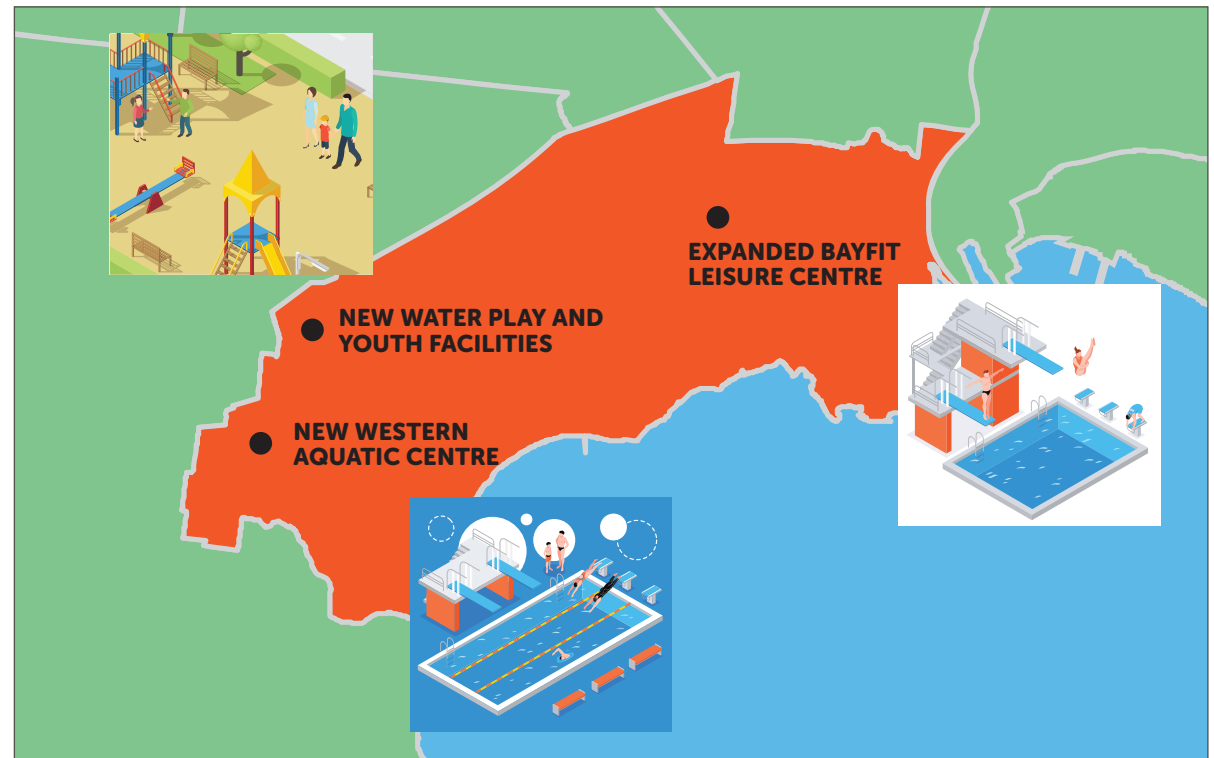 EXPANDED BAYFIT
LEISURE CENTRE
NEW WATER PLAY AND
YOUTH FACILITIES
NEW WESTERN
AQUATIC CENTRE